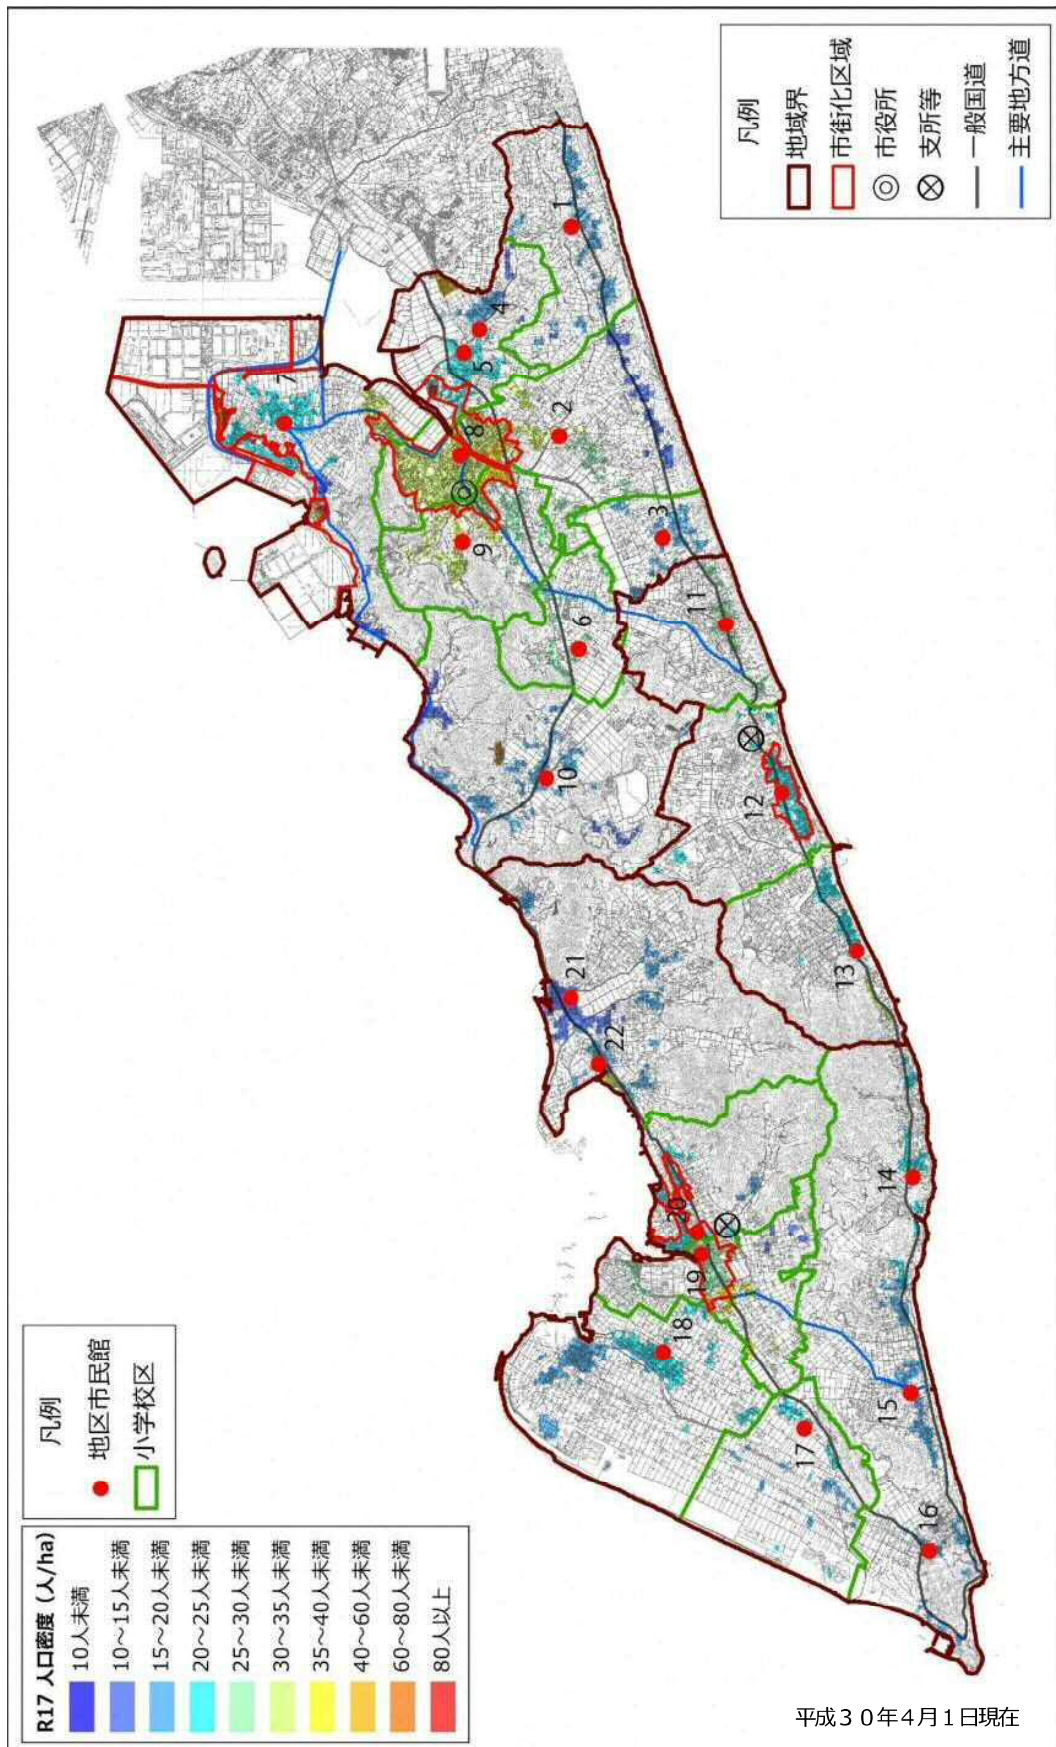 凡例
地域界
市街化区域
市役所
支所等
一般国道
主要地方道
凡例
地区市民館
小学校区
R17 人口密度 (人/ha)
10人未満
10～15人未満
15～20人未満
20～25人未満
25～30人未満
30～35人未満
35～40人未満
40～60人未満
60～80人未満
80人以上
1
2
3
4
5
6
7
8
9
10
11
12
13
14
15
16
17
18
19
20
21
22
平成３０年４月１日現在